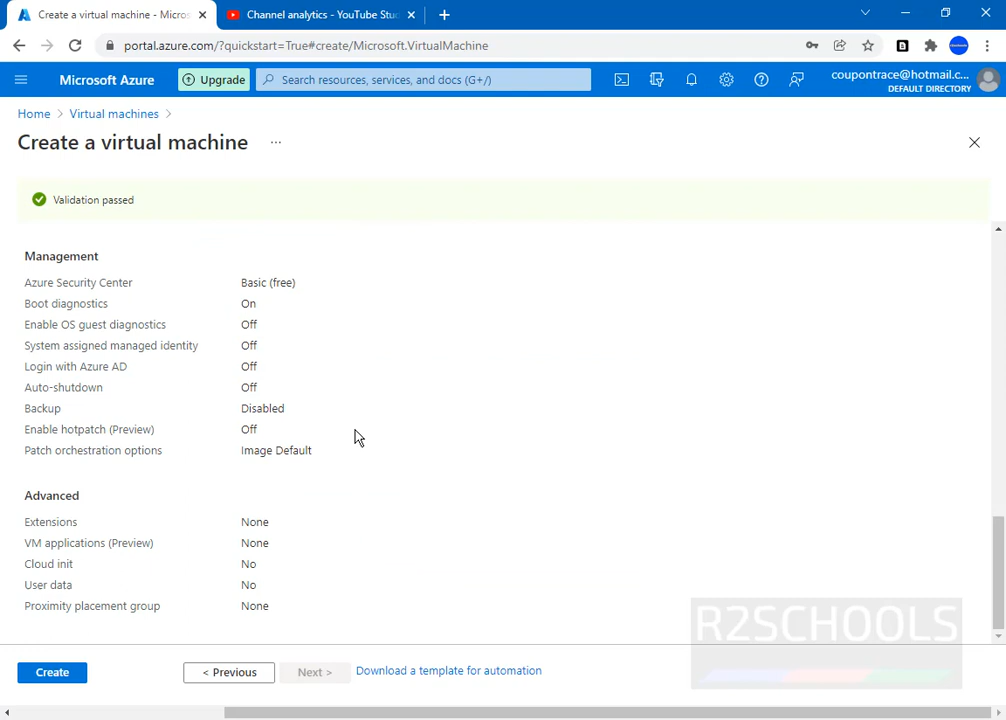 Create a virtual machine - Micros
Channel analytics - YouTube Stu
portal.azure.com/?quickstart=True#create/Microsoft.VirtualMachine
Microsoft Azure
Upgrade
Search resources, services, and docs (G+/)
coupontrace@hotmail.c...
DEFAULT DIRECTORY
Home
Virtual machines
Create a virtual machine
Validation passed
Management
Azure Security Center Basic (free)
Boot diagnostics On
Enable OS guest diagnostics Off
System assigned managed identity Off
Login with Azure AD Off
Auto-shutdown Off
Backup Disabled
Enable hotpatch (Preview) Off
Patch orchestration options Image Default
Advanced
Extensions None
VM applications (Preview) None
Cloud init No
User data No
Proximity placement group None
R2SCHOOLS
Create
< Previous
Next >
Download a template for automation